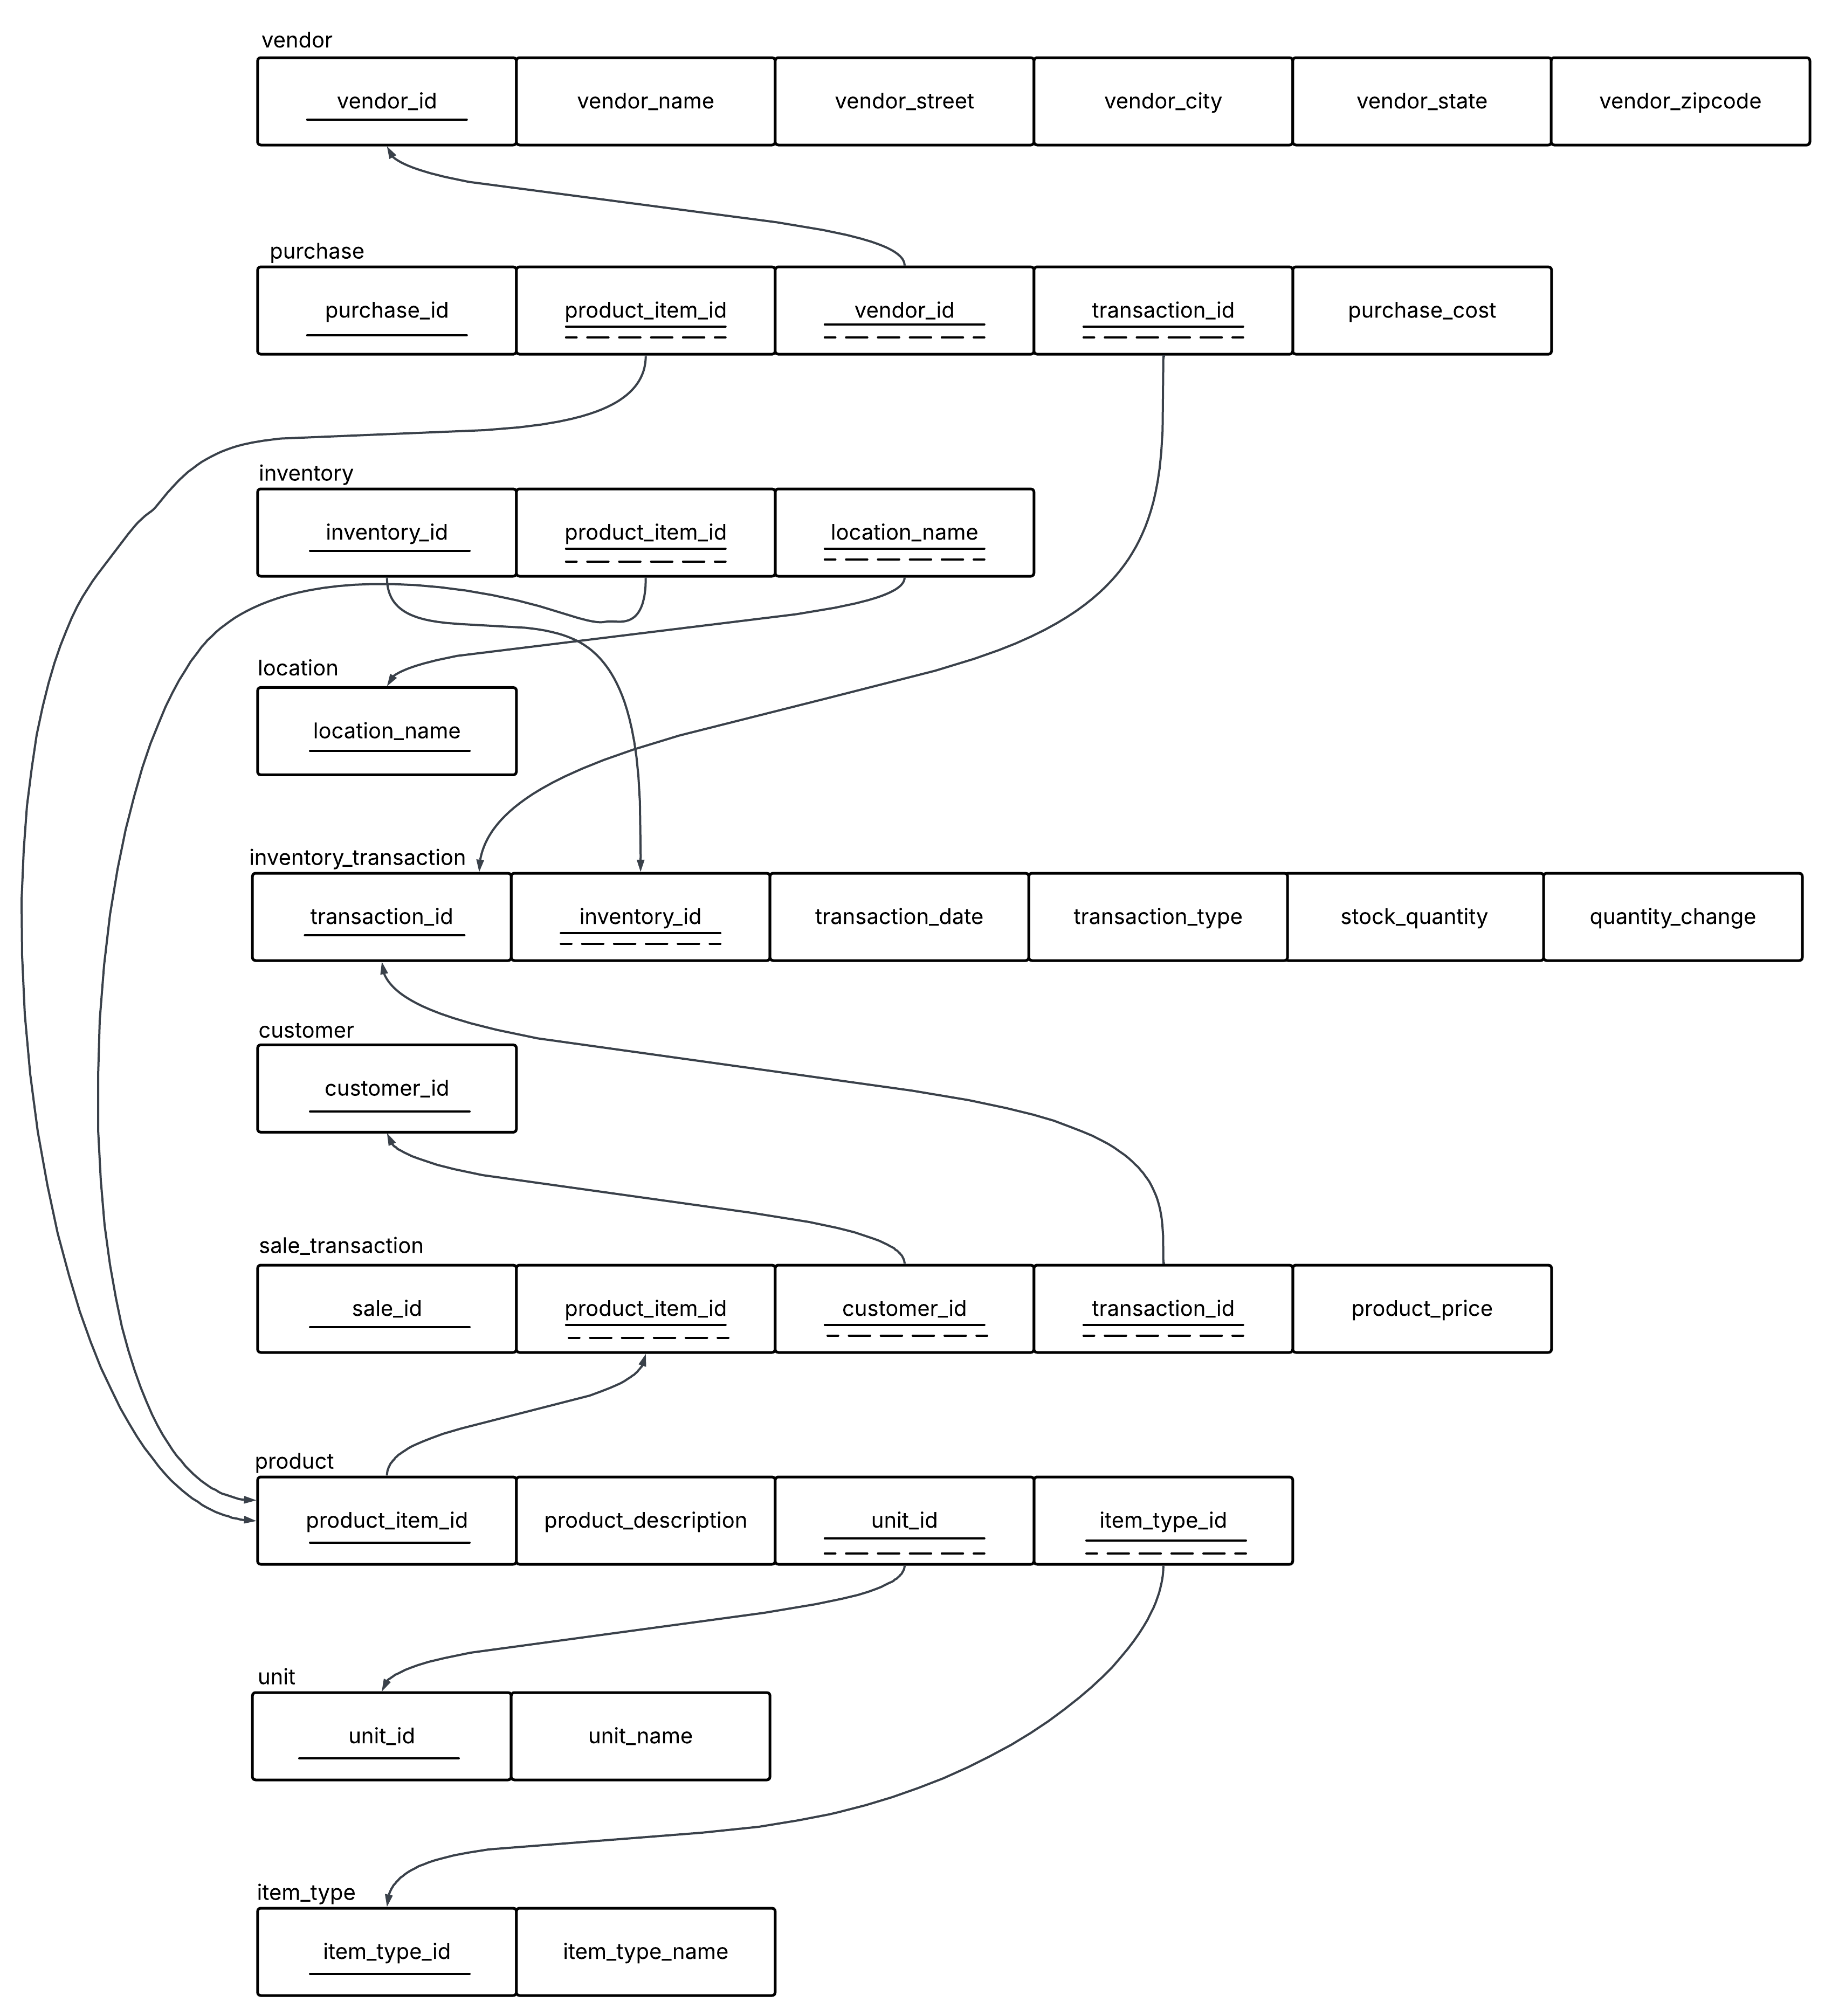 vendor
vendor_id vendor_name vendor_street vendor_city vendor_state vendor_zipcode
purchase
purchase_id product_item_id vendor_id transaction_id purchase_cost
inventory
inventory_id product_item_id location_name
location
location_name
inventory_transaction
transaction_id inventory_id transaction_date transaction_type stock_quantity quantity_change
customer
customer_id
sale_transaction
sale_id product_item_id customer_id transaction_id product_price
product
product_item_id product_description unit_id item_type_id
unit
unit_id unit_name
item_type
item_type_id item_type_name